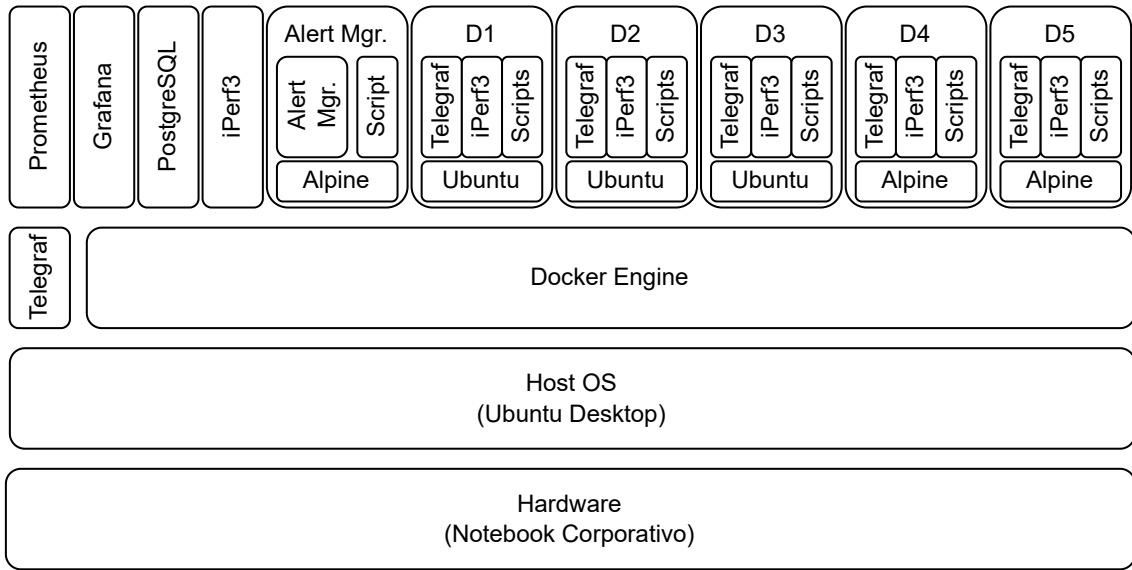 Prometheus
Grafana
PostgreSQL
iPerf3
Alert Mgr.
Alert
Mgr.
Script
Alpine
D1
Telegraf
iPerf3
Scripts
Ubuntu
D2
Telegraf
iPerf3
Scripts
Ubuntu
D3
Telegraf
iPerf3
Scripts
Ubuntu
D4
Telegraf
iPerf3
Scripts
Alpine
D5
Telegraf
iPerf3
Scripts
Alpine
Telegraf
Docker Engine
Host OS
(Ubuntu Desktop)
Hardware
(Notebook Corporativo)